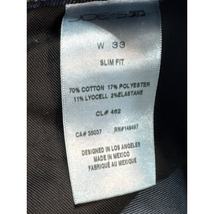 W 33
SLIM FIT
70% COTTON 17% POLYESTER
11% LYOCELL 2% ELASTANE
CL# 462
CA# 35037 RN#148487
DESIGNED IN LOS ANGELES
MADE IN MEXICO
FABRIQUÉ AU MEXIQUE